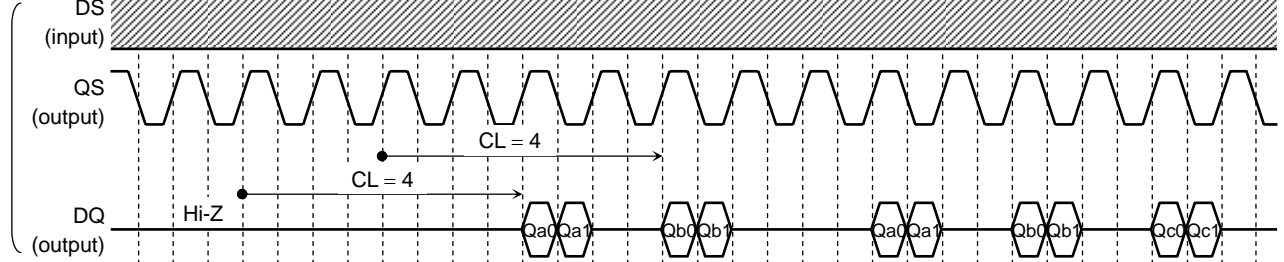 DS
(input)
QS
(output)
CL = 4
CL = 4
Hi-Z
DQ
(output)
Qa0 Qa1 Qb0 Qb1 Qa0 Qa1 Qb0 Qb1 Qc0 Qc1